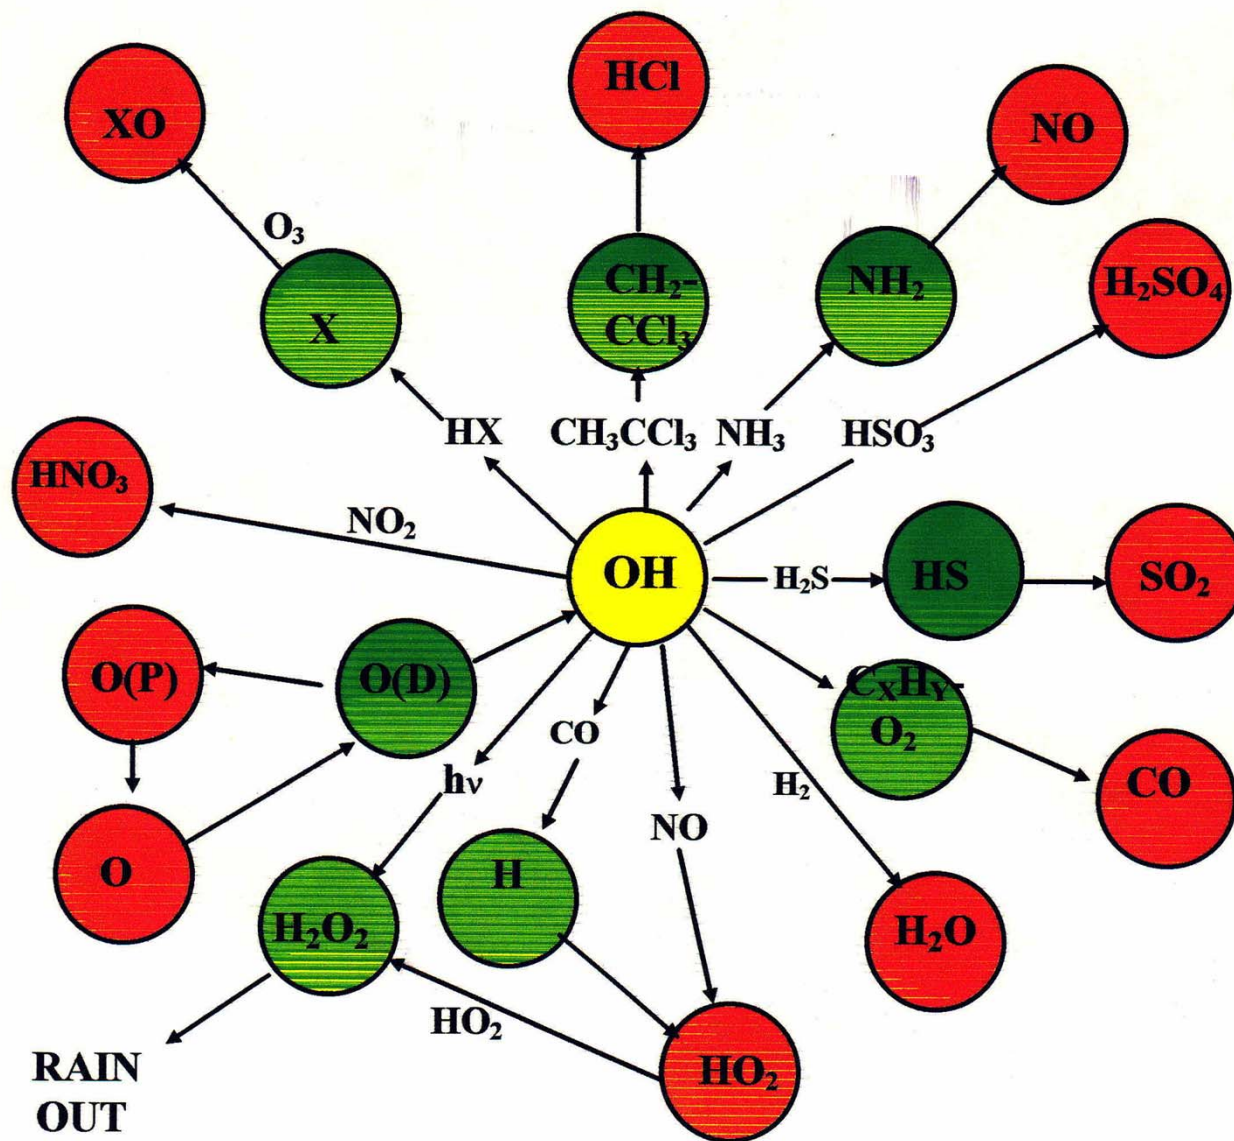 HCl
XO
NO
O₃
X
CH₂-
CCl₃
NH₂
H₂SO₄
HX
CH₃CCl₃
NH₃
HSO₃
HNO₃
NO₂
OH
H₂S
HS
SO₂
O(P)
O(D)
CₓHᵧ-
O₂
CO
hν
H₂
CO
NO
O
H
H₂O₂
H₂O
HO₂
HO₂
RAIN
OUT